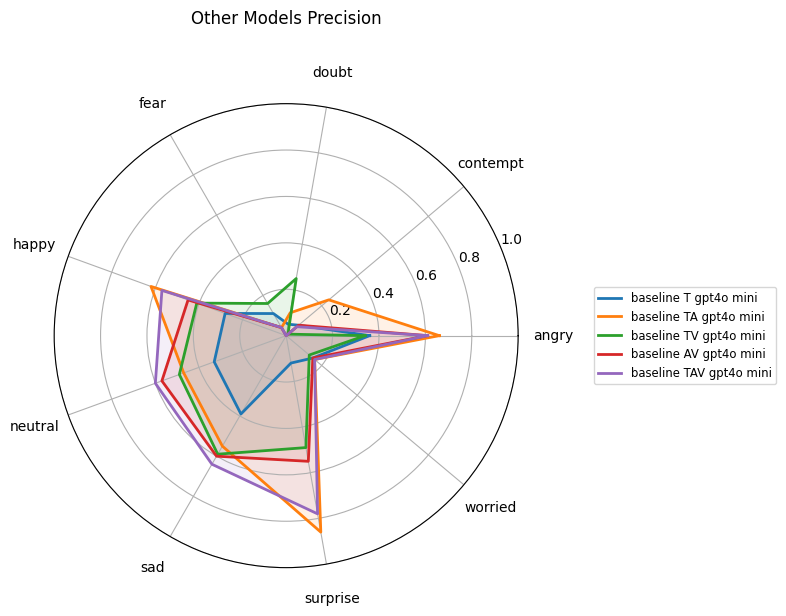 Other Models Precision
doubt
fear
contempt
happy
1.0
0.8
0.6
0.4
0.2
angry
neutral
worried
sad
surprise
baseline T gpt4o mini
baseline TA gpt4o mini
baseline TV gpt4o mini
baseline AV gpt4o mini
baseline TAV gpt4o mini